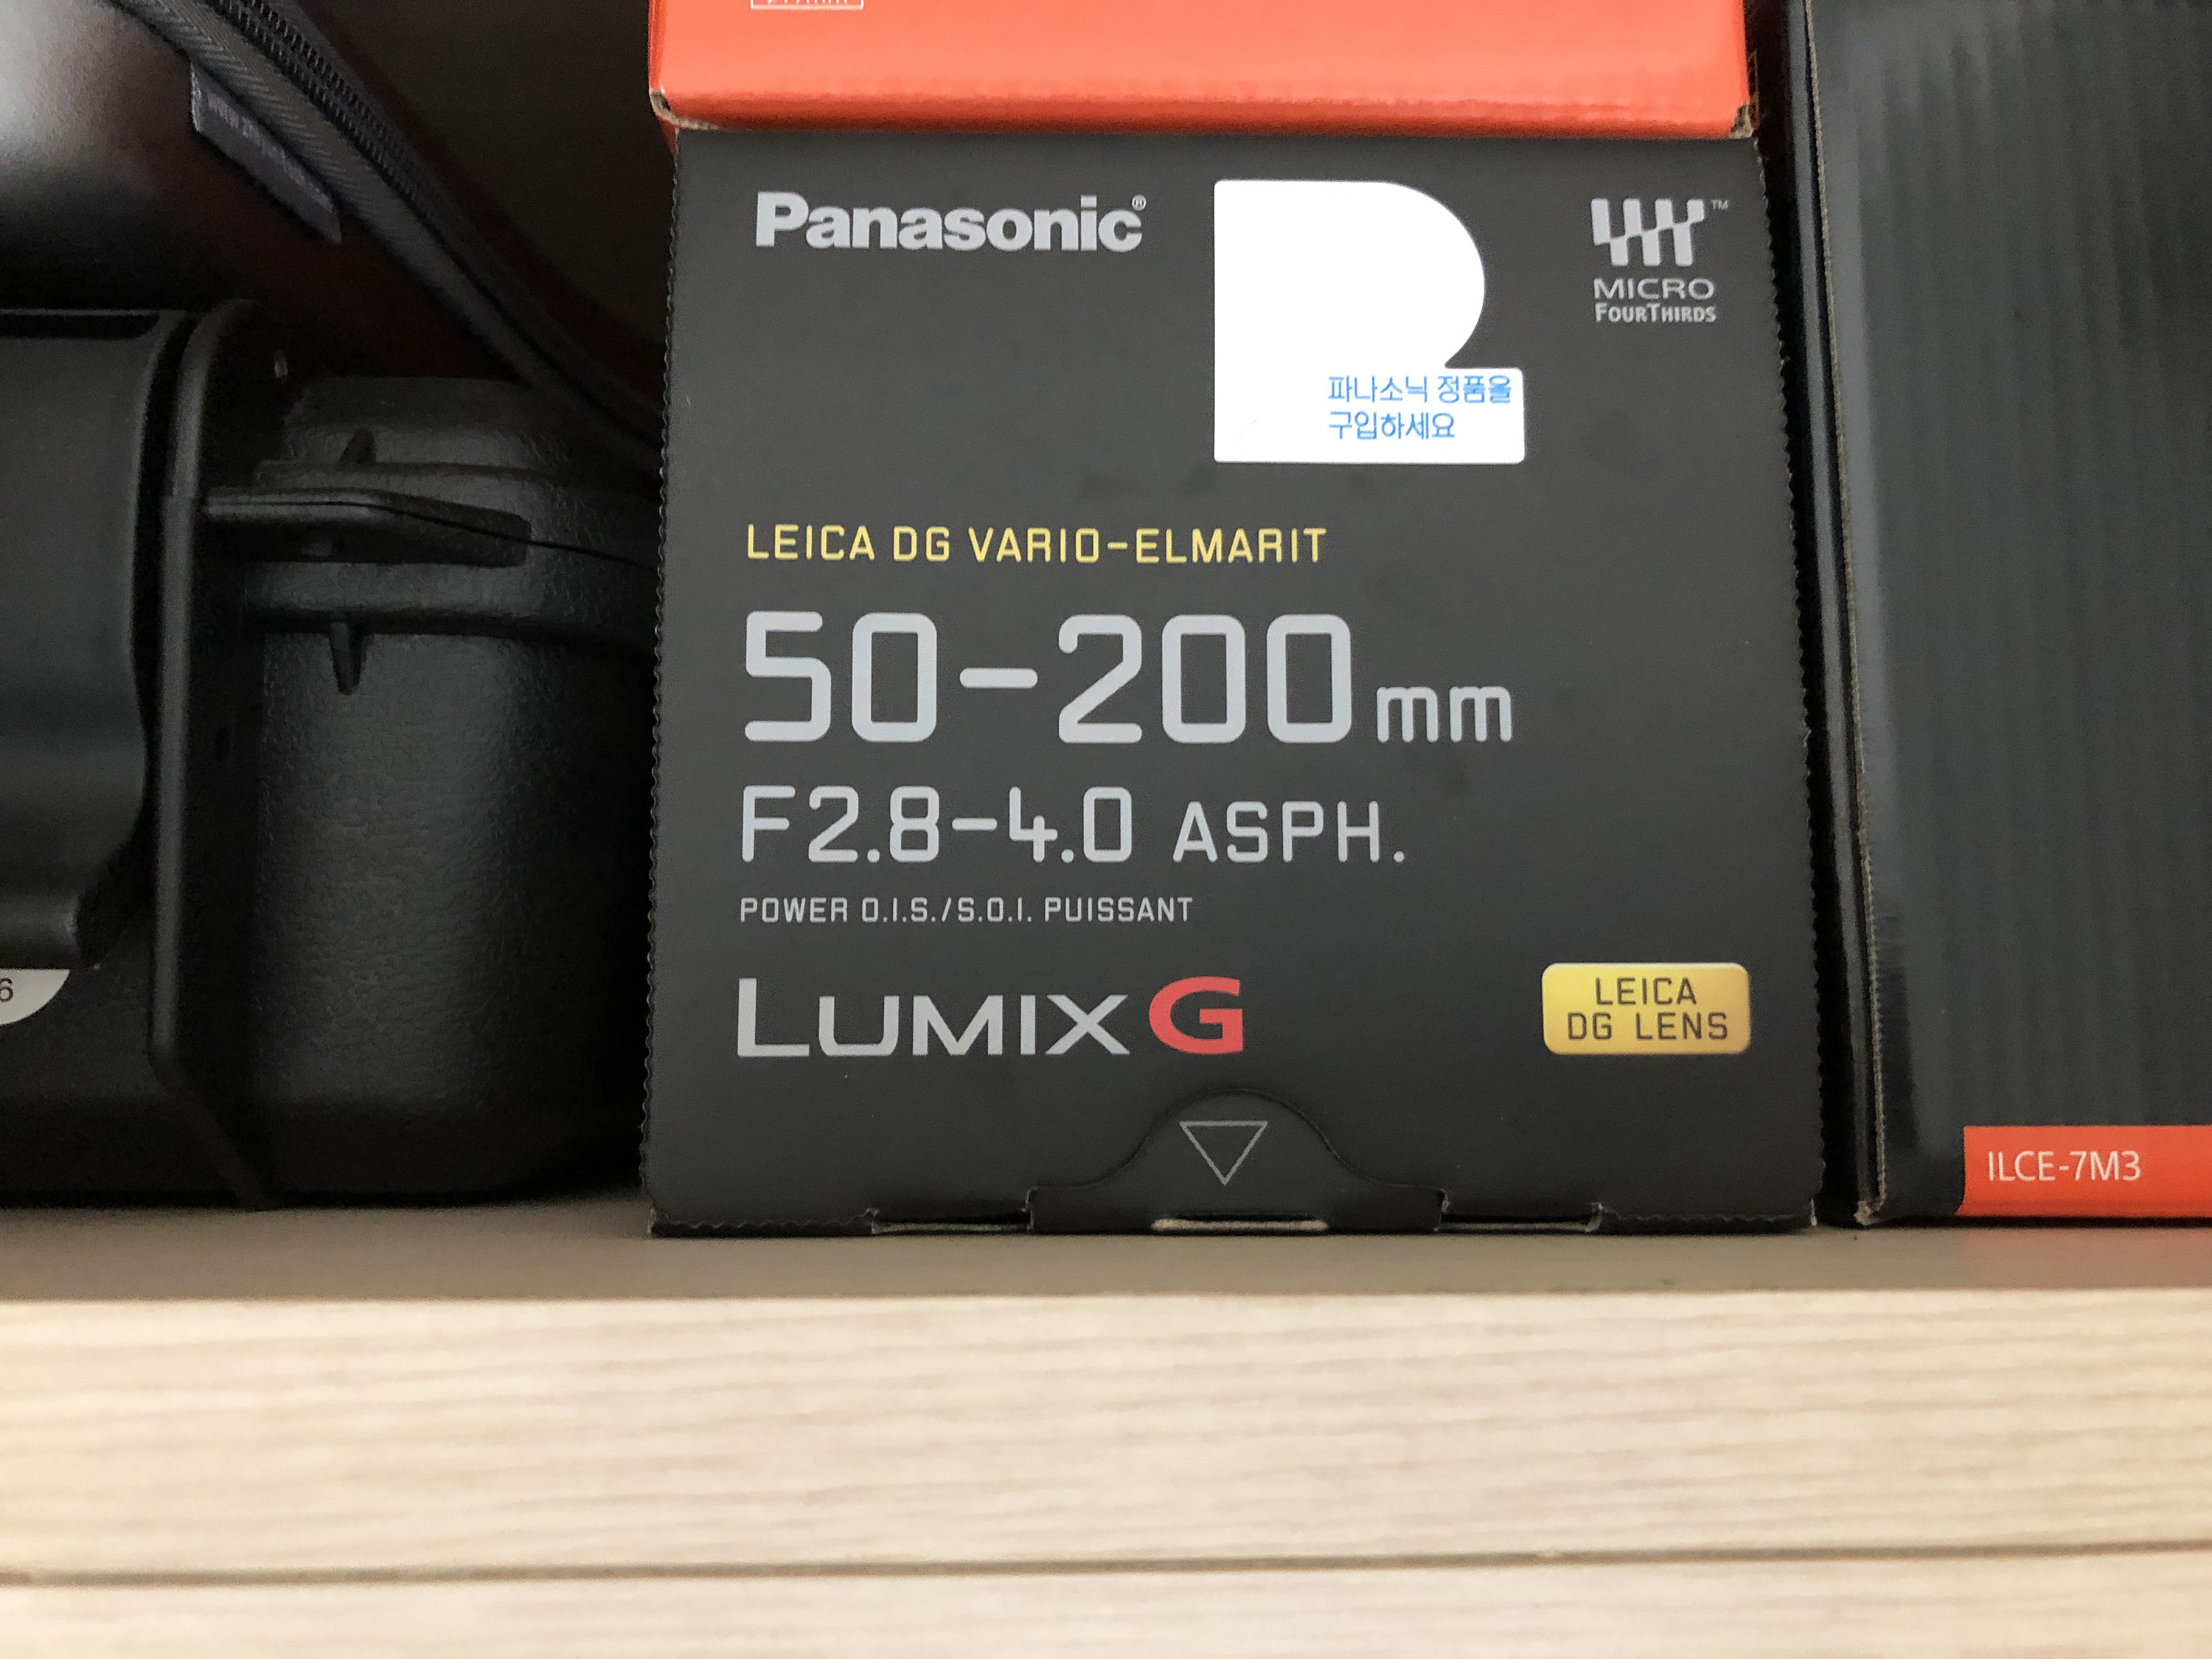 Panasonic®
MICRO
FOURTHIRDS
파나소닉 정품을
구입하세요
LEICA DG VARIO-ELMARIT
50-200mm
F2.8-4.0 ASPH.
POWER O.I.S./S.O.I. PUISSANT
LUMIX G
LEICA
DG LENS
ILCE-7M3
6